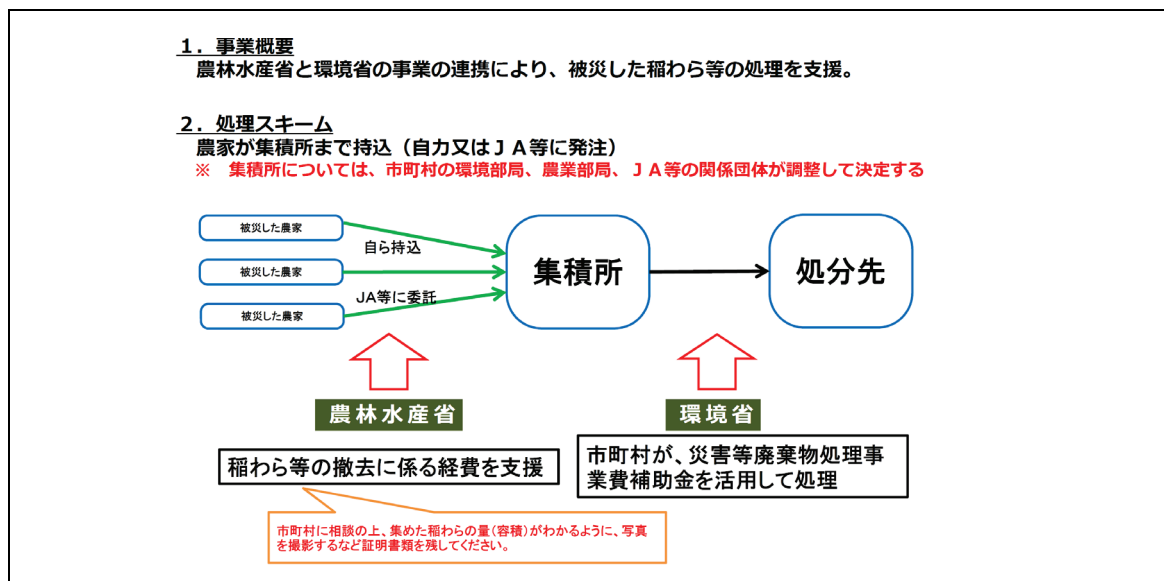 １．事業概要
農林水産省と環境省の事業の連携により、被災した稲わら等の処理を支援。
２．処理スキーム
農家が集積所まで持込（自力又はＪＡ等に発注）
※　集積所については、市町村の環境部局、農業部局、ＪＡ等の関係団体が調整して決定する
被災した農家
自ら持込
被災した農家
JA等に委託
被災した農家
集積所
処分先
農林水産省
環境省
稲わら等の撤去に係る経費を支援
市町村が、災害等廃棄物処理事
業費補助金を活用して処理
市町村に相談の上、集めた稲わらの量（容積）がわかるように、写真
を撮影するなど証明書類を残してください。